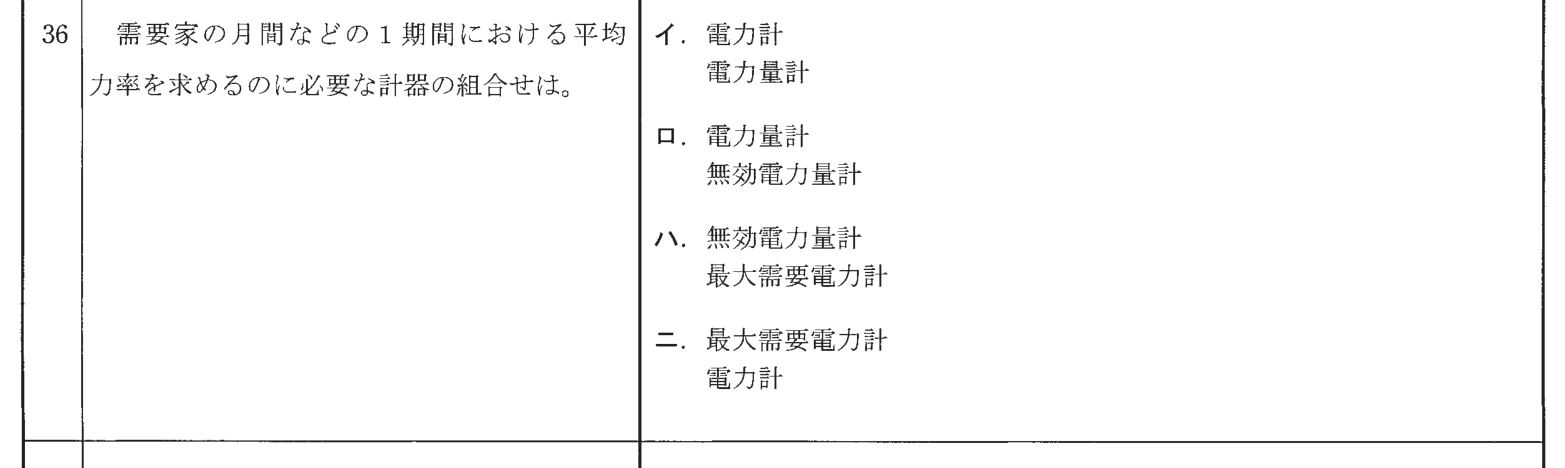 36 需要家の月間などの1期間における平均
力率を求めるのに必要な計器の組合せは。
イ．電力計
電力量計
ロ．電力量計
無効電力量計
ハ．無効電力量計
最大需要電力計
ニ．最大需要電力計
電力計